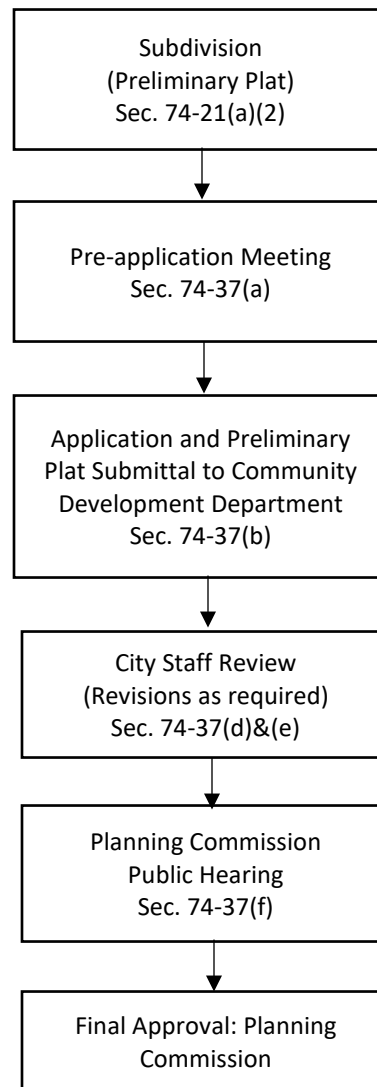 Subdivision
(Preliminary Plat)
Sec. 74-21(a)(2)
Pre-application Meeting
Sec. 74-37(a)
Application and Preliminary
Plat Submittal to Community
Development Department
Sec. 74-37(b)
City Staff Review
(Revisions as required)
Sec. 74-37(d)&(e)
Planning Commission
Public Hearing
Sec. 74-37(f)
Final Approval: Planning
Commission